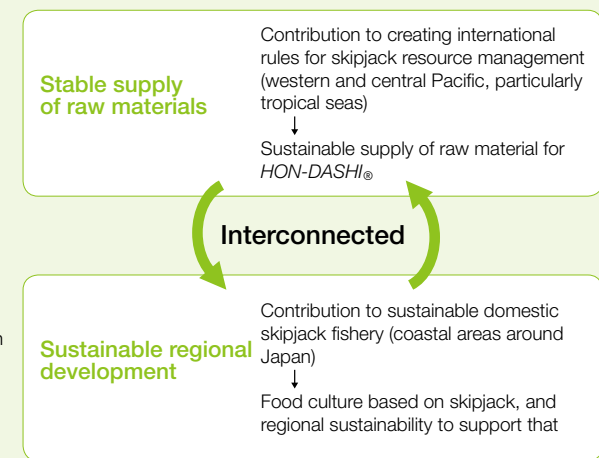 Stable supply
of raw materials
Contribution to creating international
rules for skipjack resource management
(western and central Pacific, particularly
tropical seas)
↓
Sustainable supply of raw material for
HON-DASHI®
Interconnected
Sustainable regional
development
Contribution to sustainable domestic
skipjack fishery (coastal areas around
Japan)
↓
Food culture based on skipjack, and
regional sustainability to support that